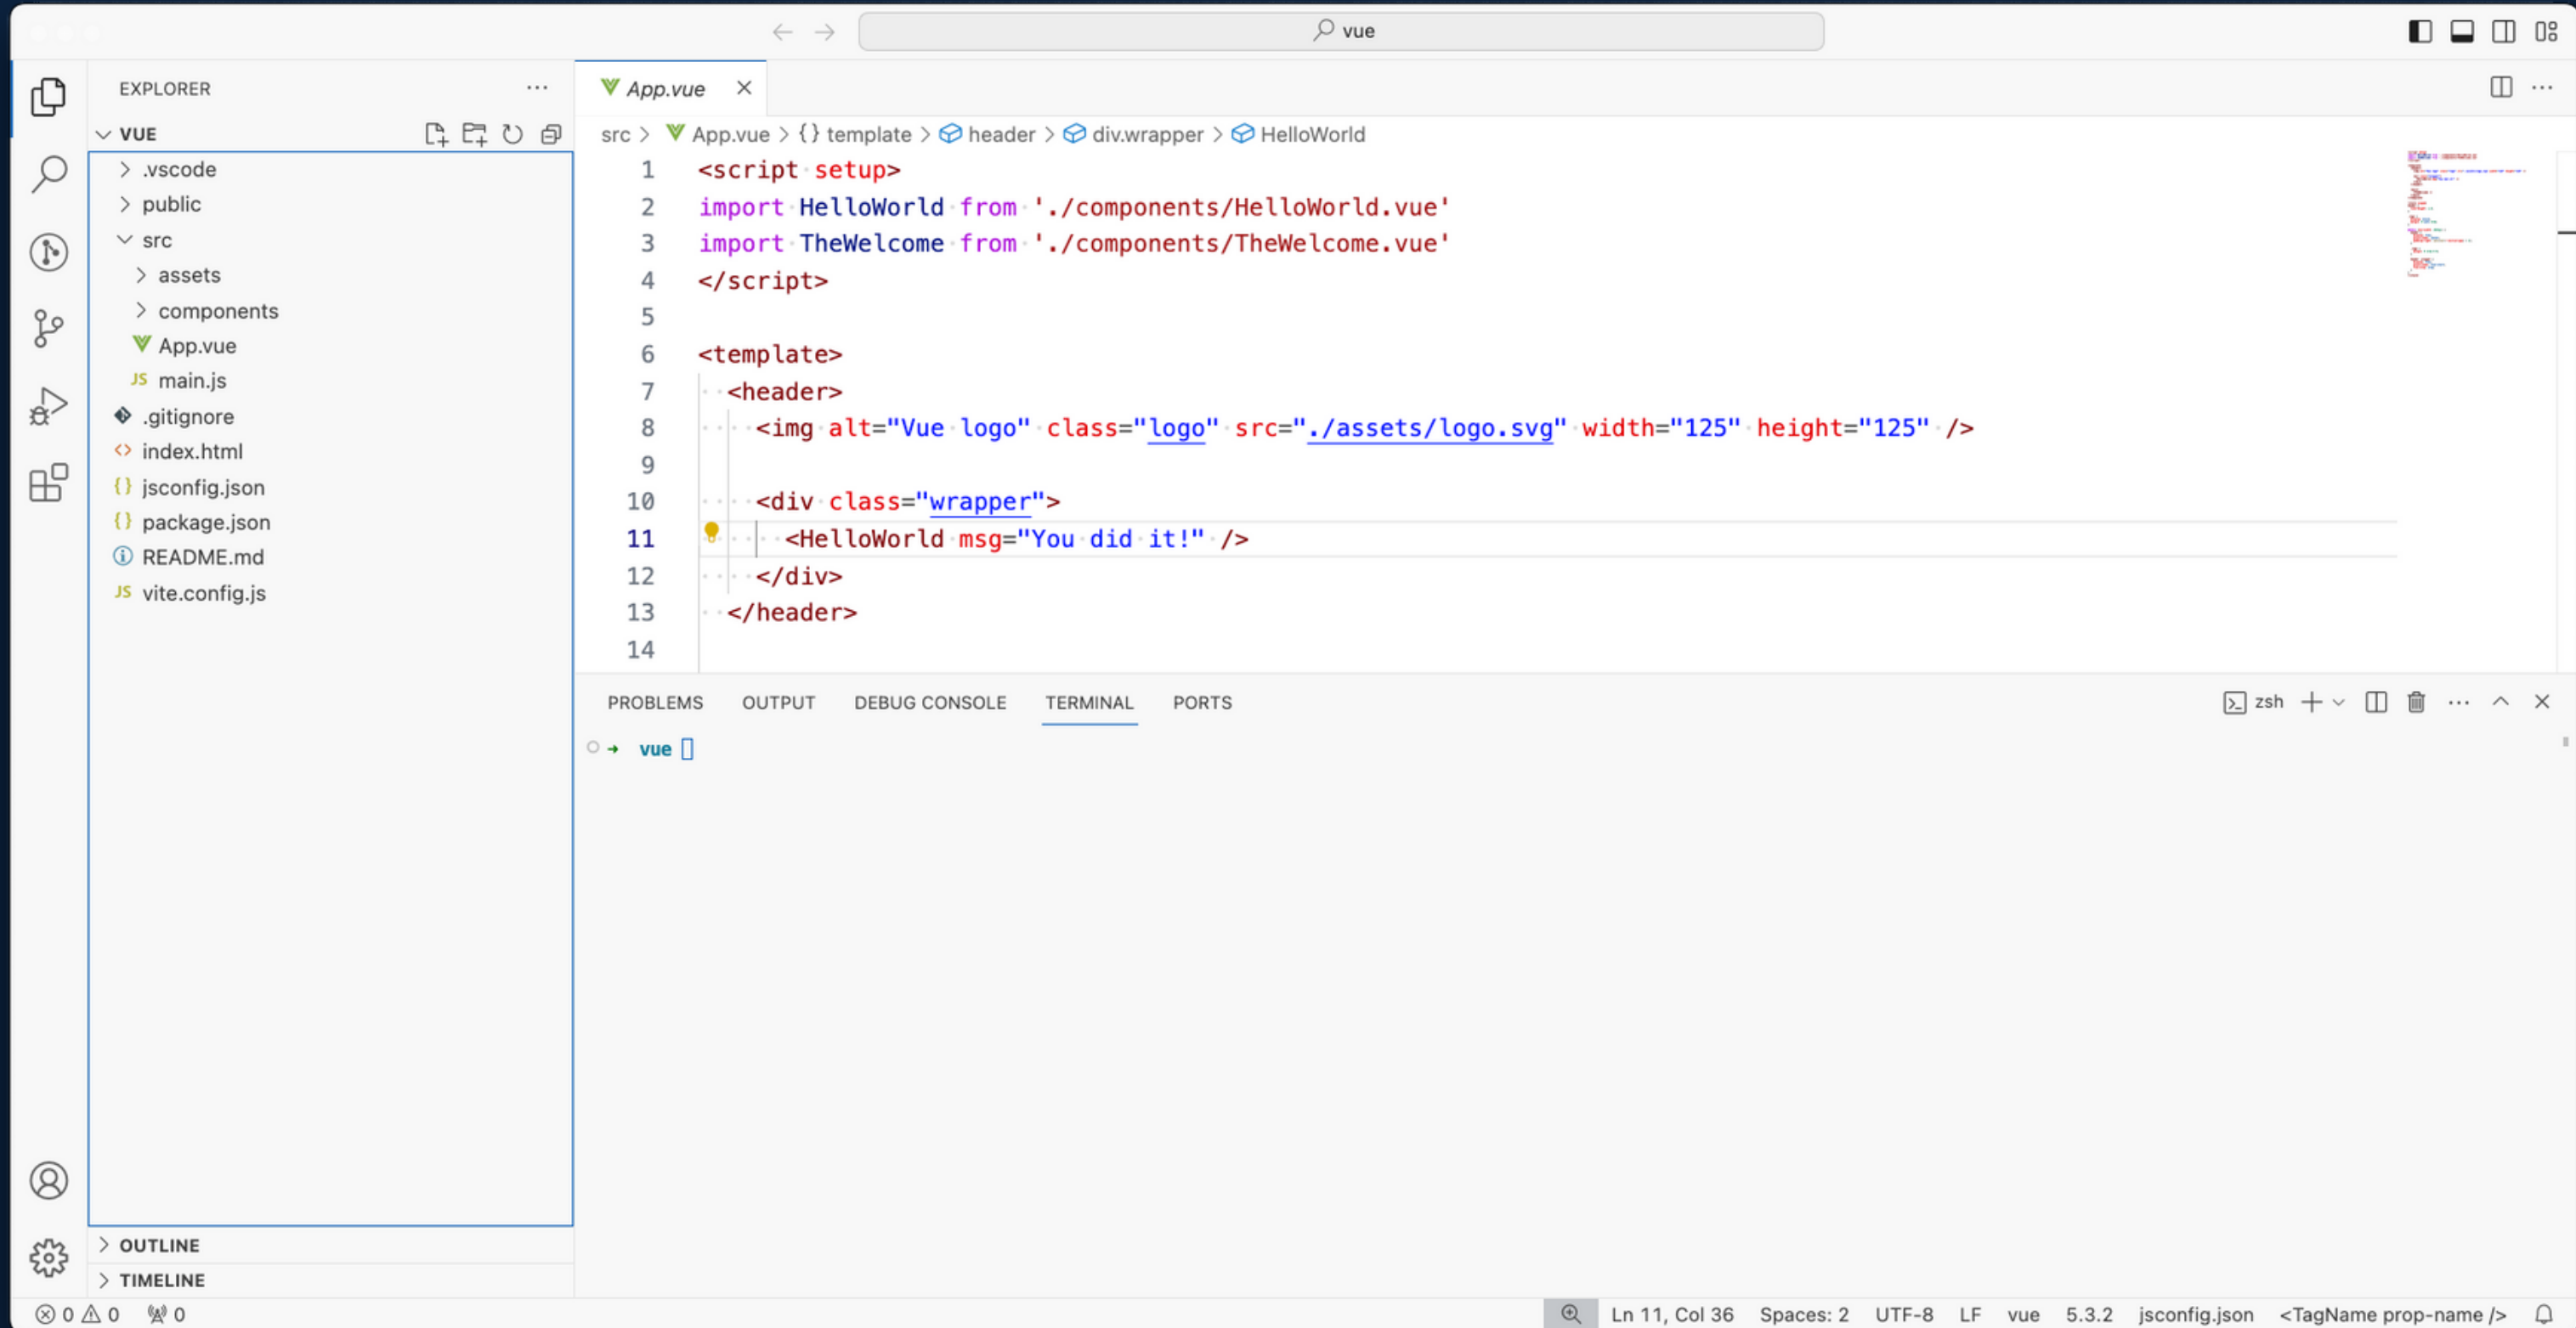 vue
EXPLORER
VUE
.vscode
public
src
assets
components
App.vue
JS main.js
.gitignore
<> index.html
{} jsconfig.json
{} package.json
README.md
JS vite.config.js
OUTLINE
TIMELINE
App.vue
src > App.vue > {} template > header > div.wrapper > HelloWorld
1 <script setup>
2 import HelloWorld from './components/HelloWorld.vue'
3 import TheWelcome from './components/TheWelcome.vue'
4 </script>
5
6 <template>
7 <header>
8 <img alt="Vue logo" class="logo" src="./assets/logo.svg" width="125" height="125" />
9
10 <div class="wrapper">
11 <HelloWorld msg="You did it!" />
12 </div>
13 </header>
14
PROBLEMS OUTPUT DEBUG CONSOLE TERMINAL PORTS zsh
vue
0 0 0 Ln 11, Col 36 Spaces: 2 UTF-8 LF vue 5.3.2 jsconfig.json <TagName prop-name />